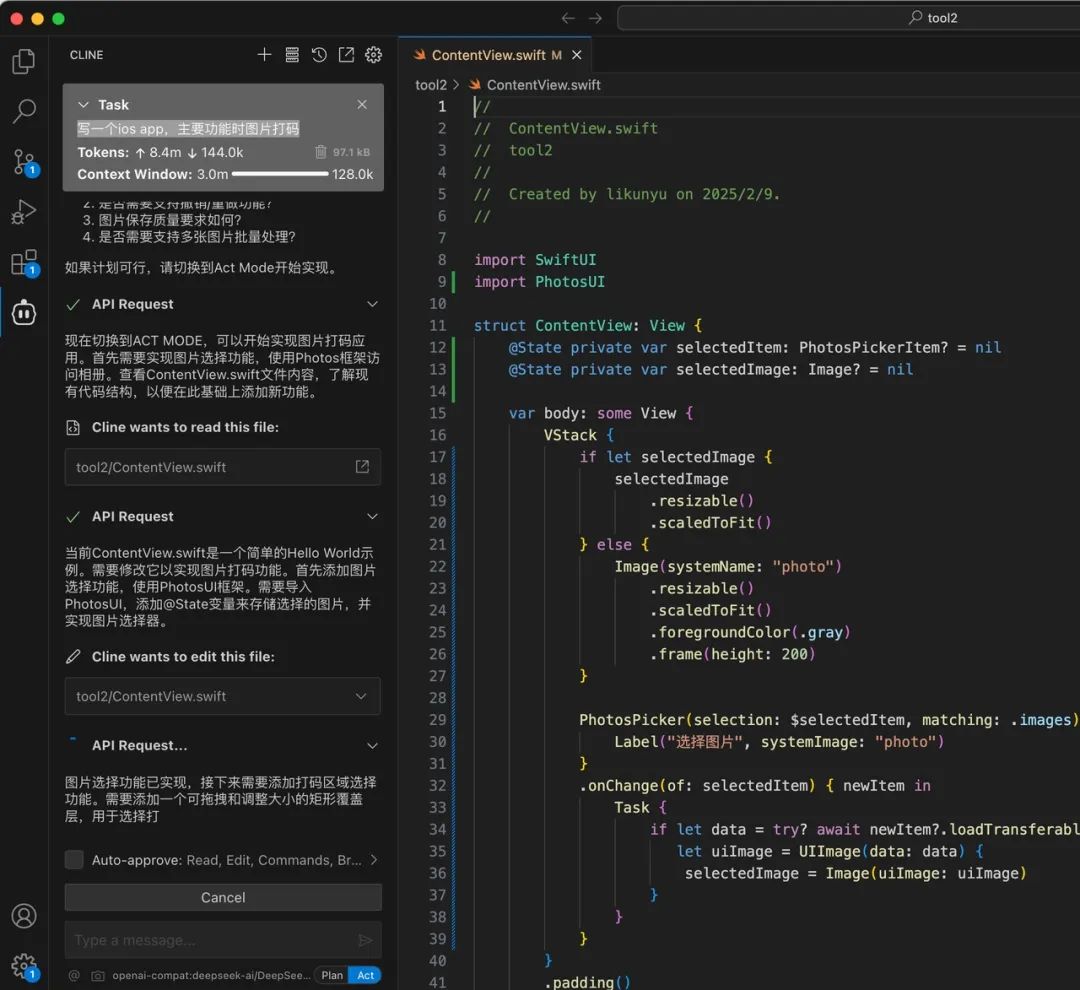 tool2
CLINE
Task
写一个ios app，主要功能时图片打码
Tokens: ↑ 8.4m ↓ 144.0k 97.1 kB
Context Window: 3.0m 128.0k
2. 是否需要支持撤销/重做功能?
3. 图片保存质量要求如何?
4. 是否需要支持多张图片批量处理?
如果计划可行，请切换到Act Mode开始实现。
API Request
现在切换到ACT MODE，可以开始实现图片打码应
用。首先需要实现图片选择功能，使用Photos框架访
问相册。查看ContentView.swift文件内容，了解现
有代码结构，以便在此基础上添加新功能。
Cline wants to read this file:
tool2/ContentView.swift
API Request
当前ContentView.swift是一个简单的Hello World示
例。需要修改它以实现图片打码功能。首先添加图片
选择功能，使用PhotosUI框架。需要导入
PhotosUI，添加@State变量来存储选择的图片，并
实现图片选择器。
Cline wants to edit this file:
tool2/ContentView.swift
API Request...
图片选择功能已实现，接下来需要添加打码区域选择
功能。需要添加一个可拖拽和调整大小的矩形覆盖
层，用于选择打
Auto-approve: Read, Edit, Commands, Br...
Cancel
Type a message...
@ openai-compat:deepseek-ai/DeepSee... Plan Act
1
1
1
ContentView.swift M
tool2 > ContentView.swift
1 //
2 //  ContentView.swift
3 //  tool2
4 //
5 //  Created by likunyu on 2025/2/9.
6 //
7
8 import SwiftUI
9 import PhotosUI
10
11 struct ContentView: View {
12 @State private var selectedItem: PhotosPickerItem? = nil
13 @State private var selectedImage: Image? = nil
14
15 var body: some View {
16 VStack {
17 if let selectedImage {
18 selectedImage
19 .resizable()
20 .scaledToFit()
21 } else {
22 Image(systemName: "photo")
23 .resizable()
24 .scaledToFit()
25 .foregroundColor(.gray)
26 .frame(height: 200)
27 }
28
29 PhotosPicker(selection: $selectedItem, matching: .images)
30 Label("选择图片", systemImage: "photo")
31 }
32 .onChange(of: selectedItem) { newItem in
33 Task {
34 if let data = try? await newItem?.loadTransferabl
35 let uiImage = UIImage(data: data) {
36 selectedImage = Image(uiImage: uiImage)
37 }
38 }
39 }
40 }
41 .padding()